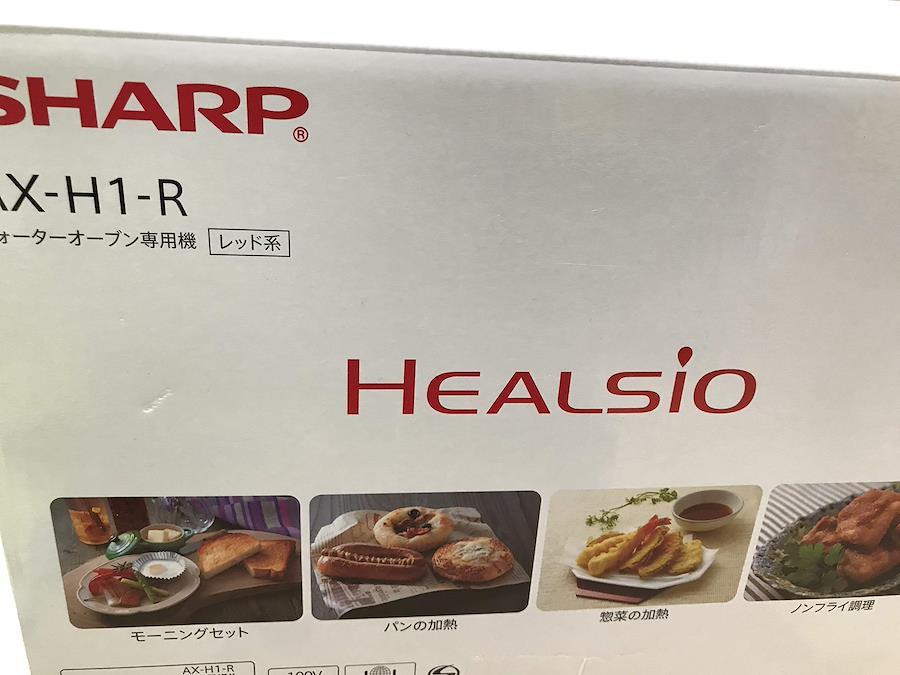 SHARP®
AX-H1-R
ォーターオーブン専用機 レッド系
HEALSIO
モーニングセット
パンの加熱
惣菜の加熱
ノンフライ調理
AX-H1-R
100V